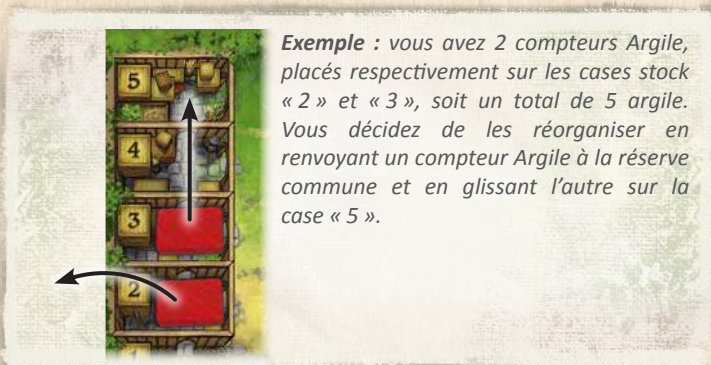 Exemple : vous avez 2 compteurs Argile,
placés respectivement sur les cases stock
« 2 » et « 3 », soit un total de 5 argile.
Vous décidez de les réorganiser en
renvoyant un compteur Argile à la réserve
commune et en glissant l’autre sur la
case « 5 ».
5
4
3
2